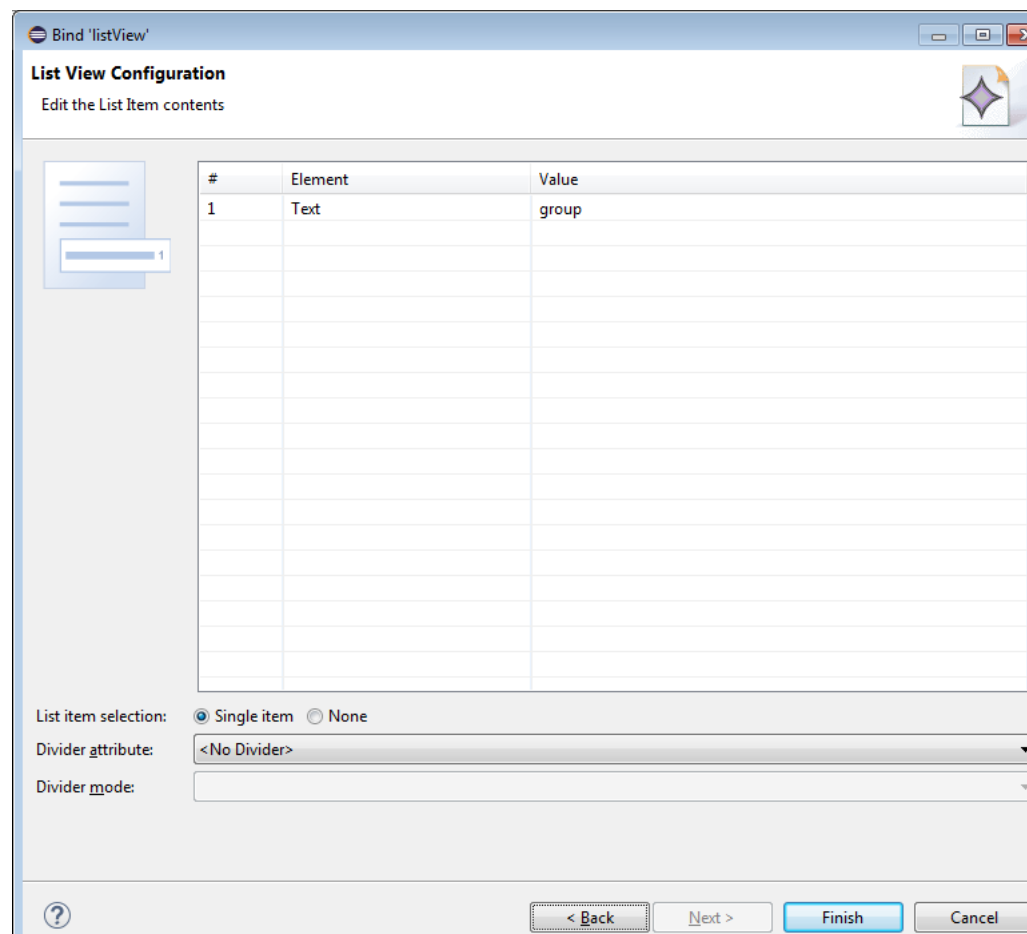 Bind 'listView'
List View Configuration
Edit the List Item contents
# Element Value
1 Text group
1
List item selection: Single item None
Divider attribute: <No Divider>
Divider mode:
? < Back Next > Finish Cancel